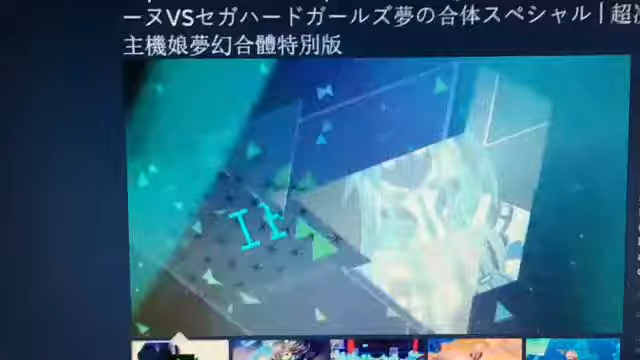 ーヌVSセガハードガールズ夢の合体スペシャル | 超次
主機娘夢幻合體特別版